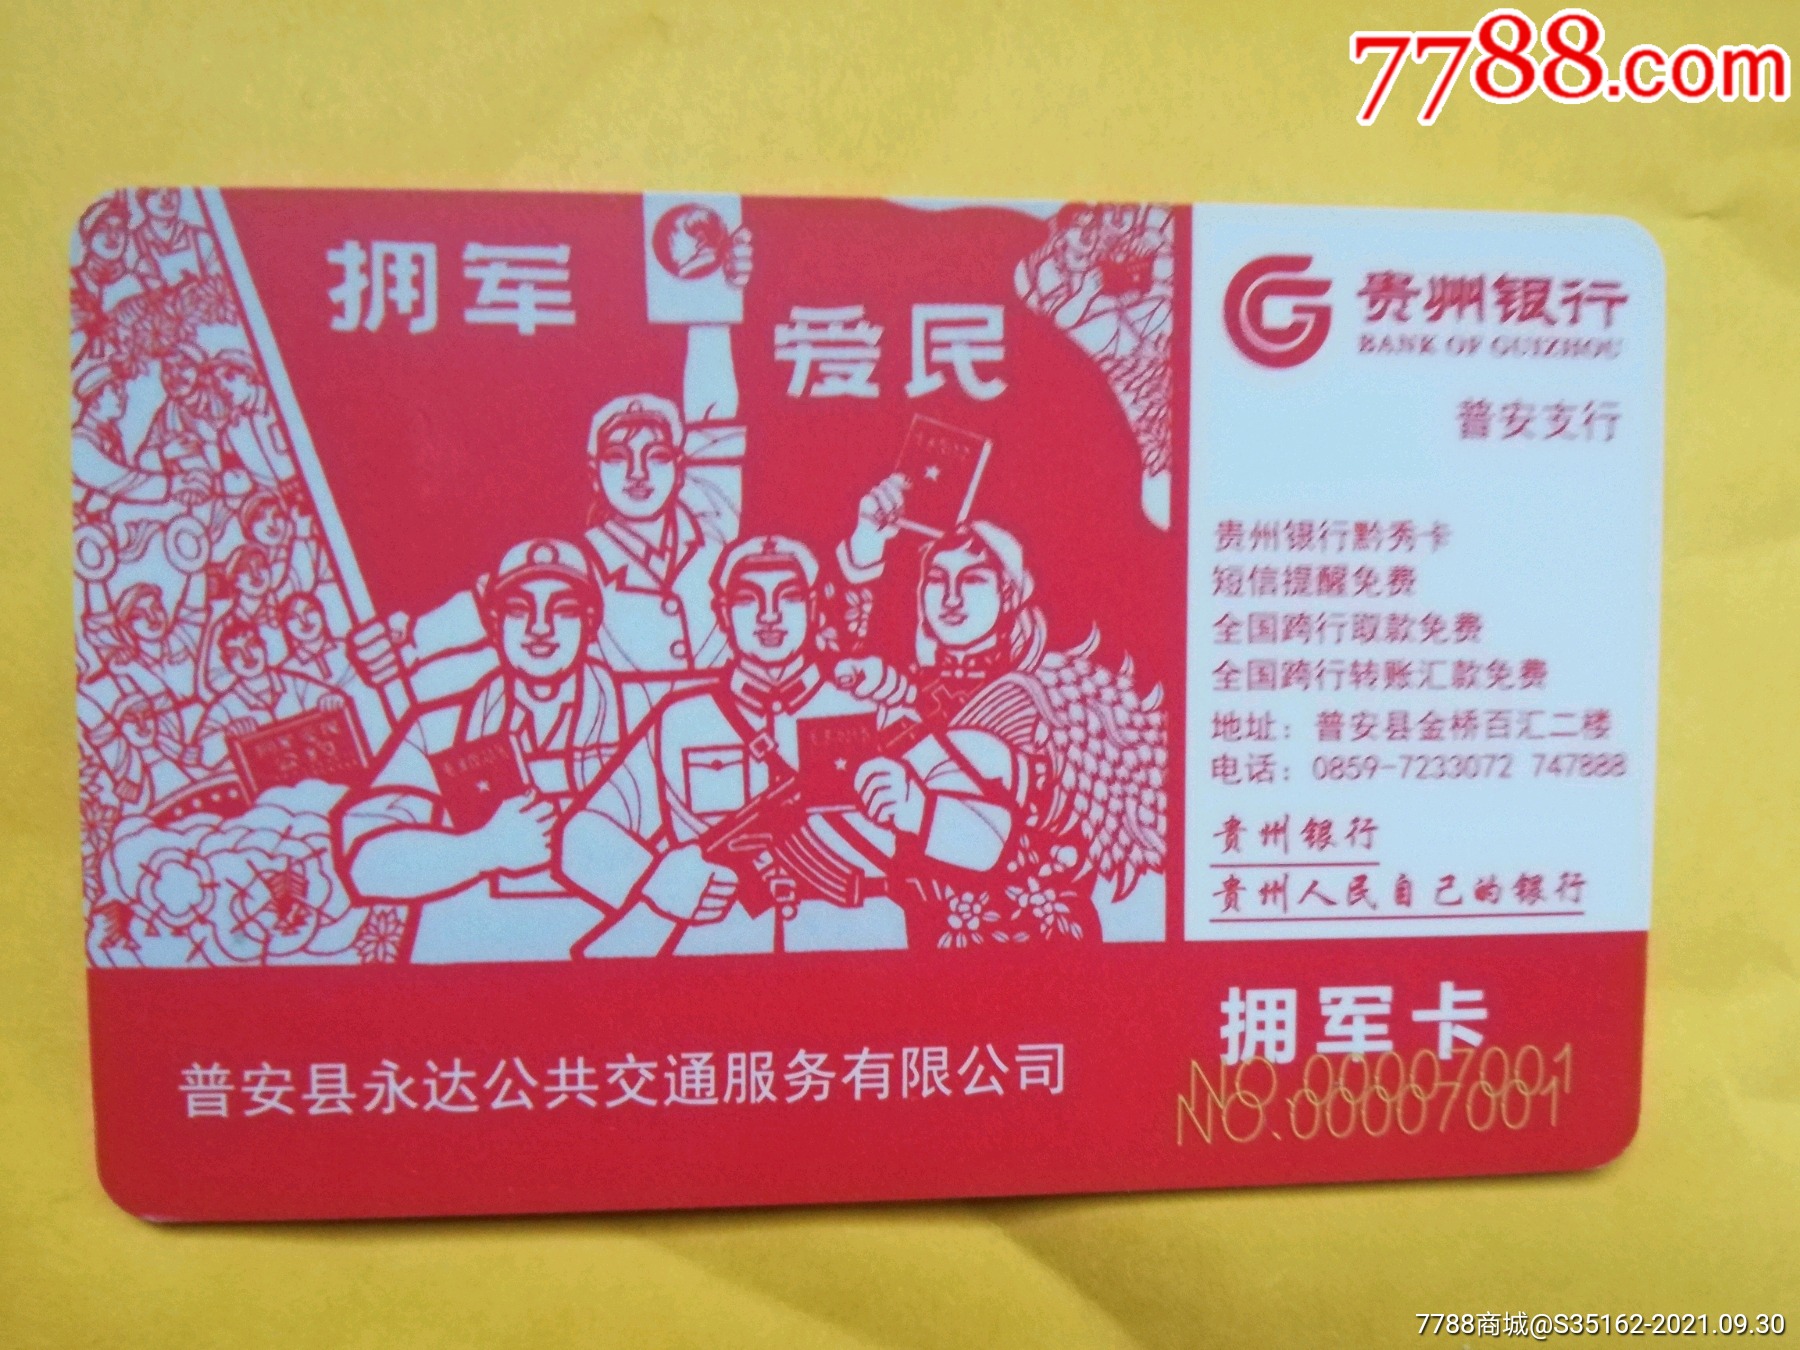 7788.com
拥军
爱民
贵州银行
BANK OF GUIZHOU
普安支行
贵州银行黔秀卡
短信提醒免费
全国跨行取款免费
全国跨行转账汇款免费
地址：普安县金桥百汇二楼
电话：0859-7233072 747888
贵州银行
贵州人民自己的银行
拥军卡
NO.00007001
NO.00007001
普安县永达公共交通服务有限公司
7788商城@S35162-2021.09.30